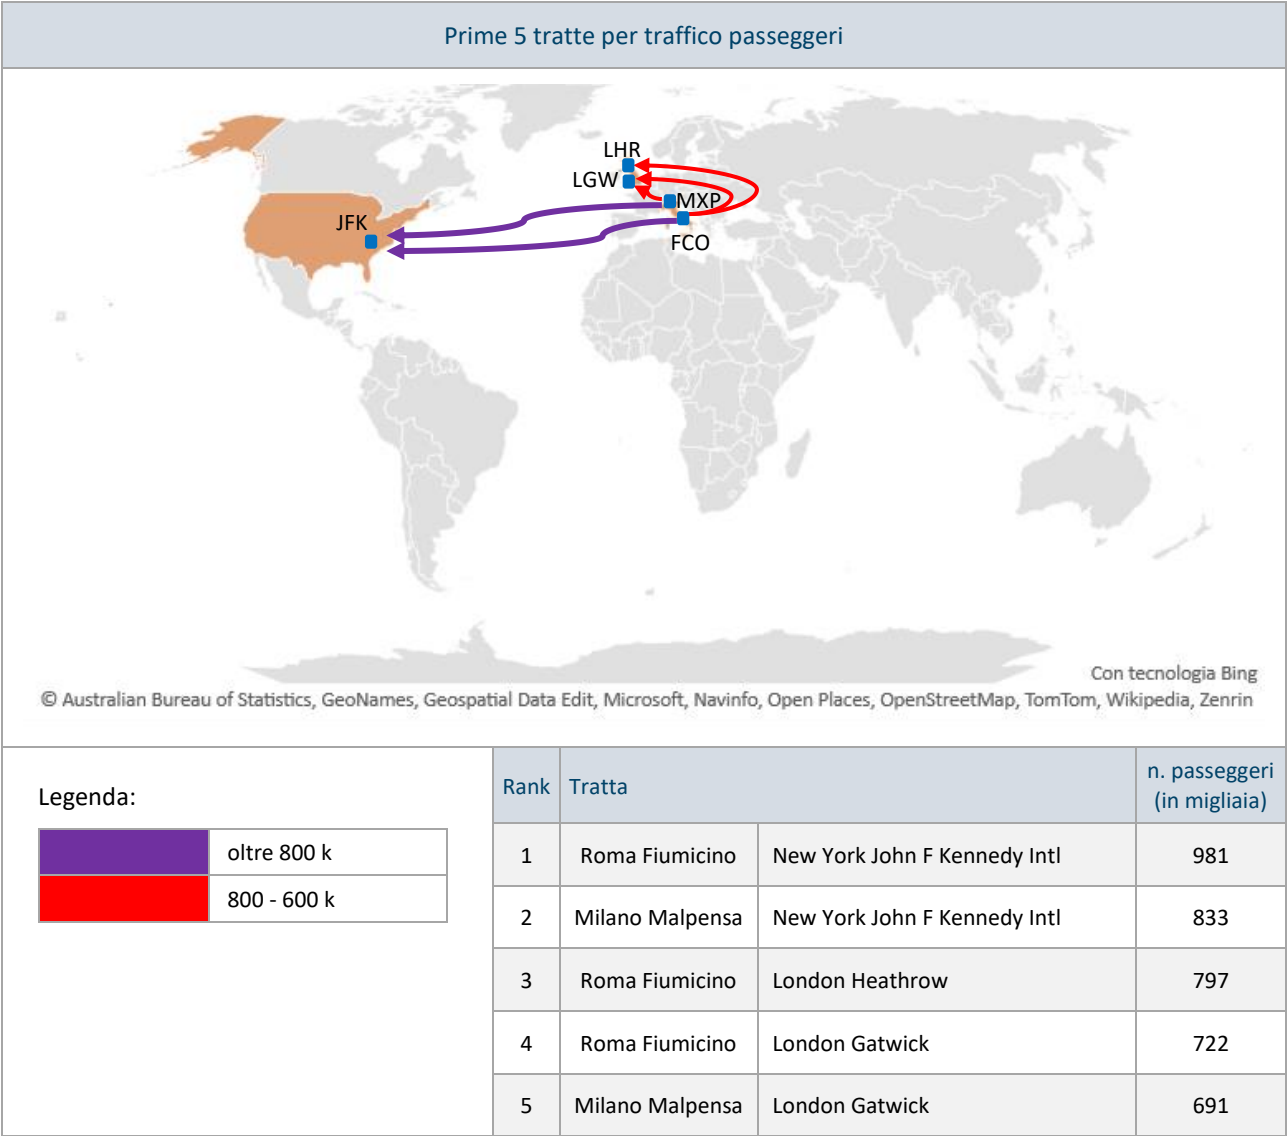 Prime 5 tratte per traffico passeggeri
LHR
LGW
MXP
JFK
FCO
Con tecnologia Bing
© Australian Bureau of Statistics, GeoNames, Geospatial Data Edit, Microsoft, Navinfo, Open Places, OpenStreetMap, TomTom, Wikipedia, Zenrin
Legenda:
oltre 800 k
800 - 600 k
Rank Tratta n. passeggeri (in migliaia)
1 Roma Fiumicino New York John F Kennedy Intl 981
2 Milano Malpensa New York John F Kennedy Intl 833
3 Roma Fiumicino London Heathrow 797
4 Roma Fiumicino London Gatwick 722
5 Milano Malpensa London Gatwick 691